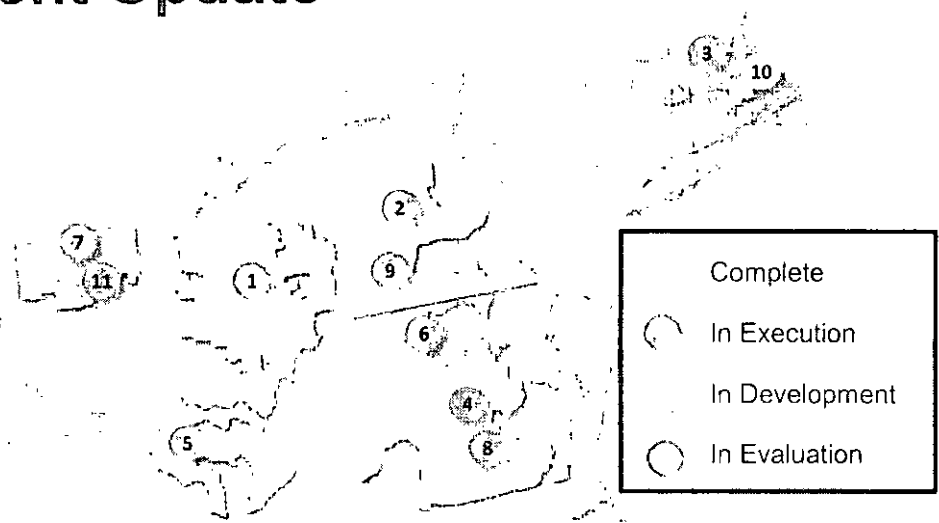 Update
3
10
2
7
9
11
1
6
4
5
8
Complete
In Execution
In Development
In Evaluation